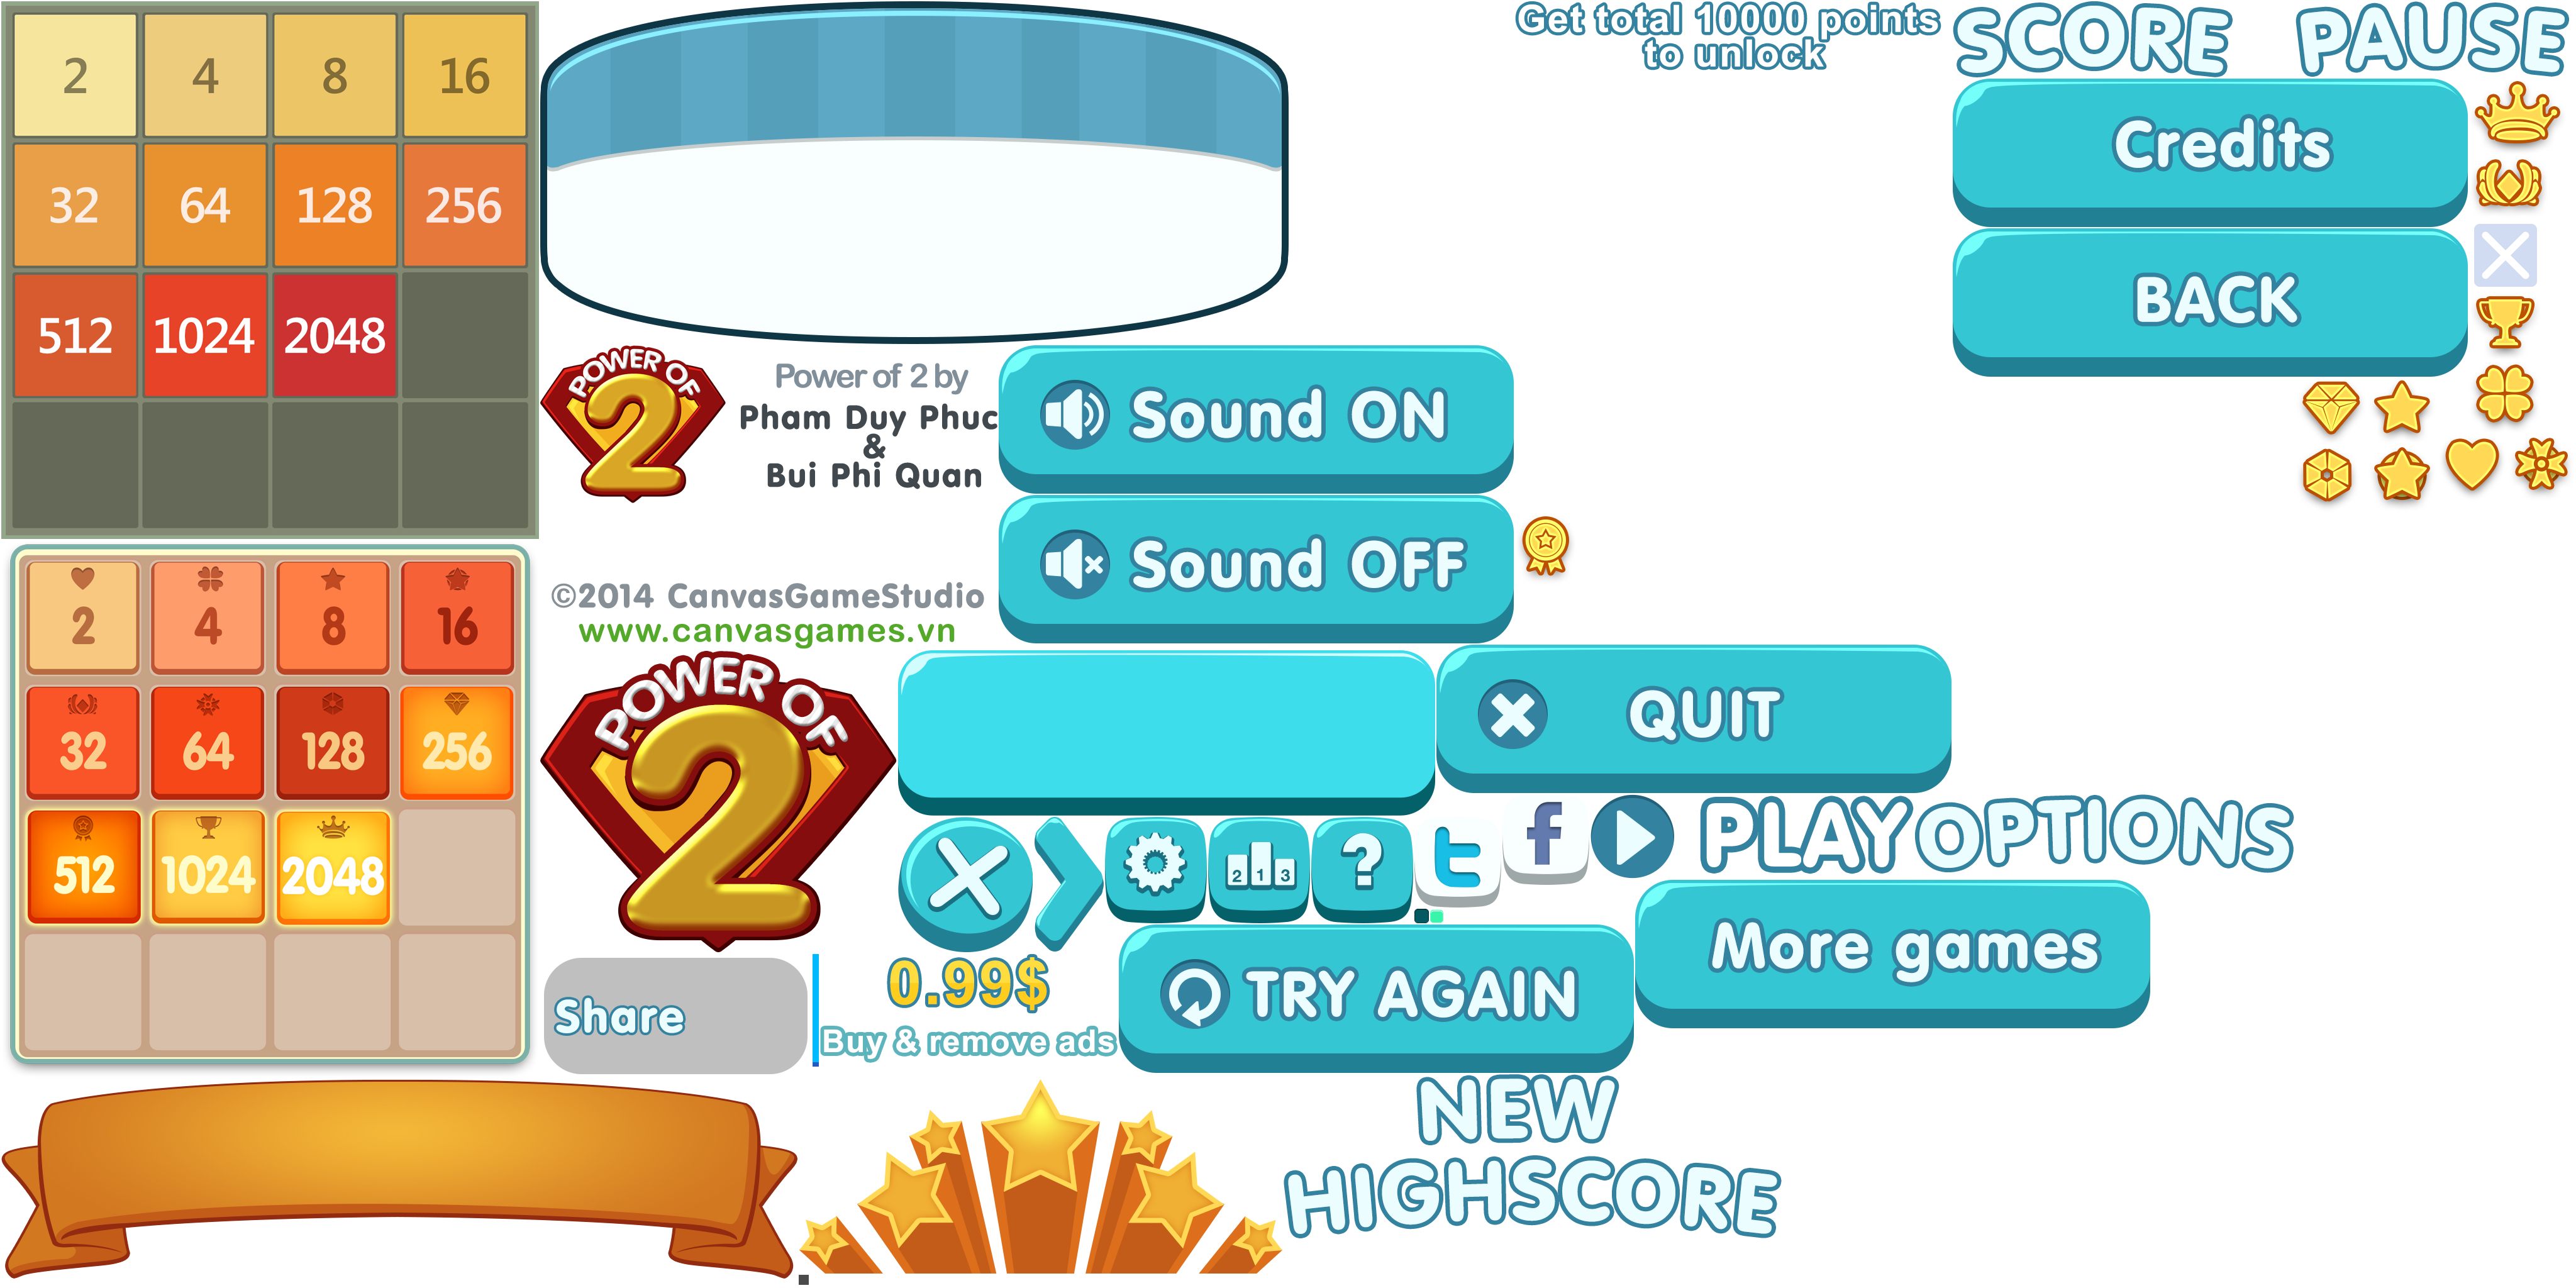 2 4 8 16
32 64 128 256
512 1024 2048
Get total 10000 points
to unlock
SCORE
PAUSE
Credits
BACK
POWER OF
2
Power of 2 by
Pham Duy Phuc
&
Bui Phi Quan
Sound ON
Sound OFF
©2014 CanvasGameStudio
www.canvasgames.vn
2 4 8 16
32 64 128 256
512 1024 2048
POWER OF
2
QUIT
2 1 3
?
t
f
PLAY
OPTIONS
More games
Share
0.99$
Buy & remove ads
TRY AGAIN
NEW
HIGHSCORE